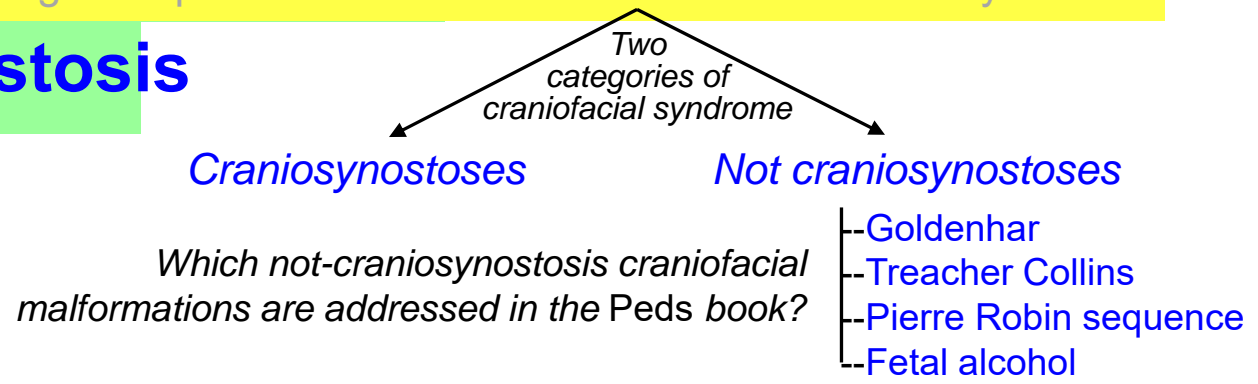 stosis
Two
categories of
craniofacial syndrome
Craniosynostoses
Not craniosynostoses
Which not-craniosynostosis craniofacial
malformations are addressed in the Peds book?
--Goldenhar
--Treacher Collins
--Pierre Robin sequence
--Fetal alcohol